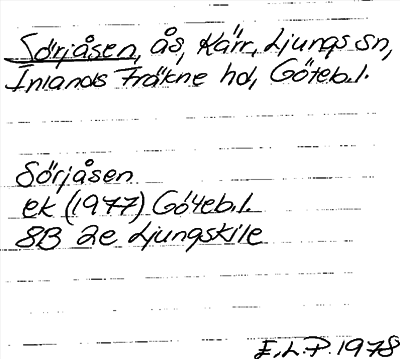 Sörjåsen, ås, Kärr, Ljungs sn,
Inlands Fräkne hd, Göteb.l.
Sörjåsen
ek (1977) Göteb.l.
8B 2e Ljungskile
E.L.P. 1978